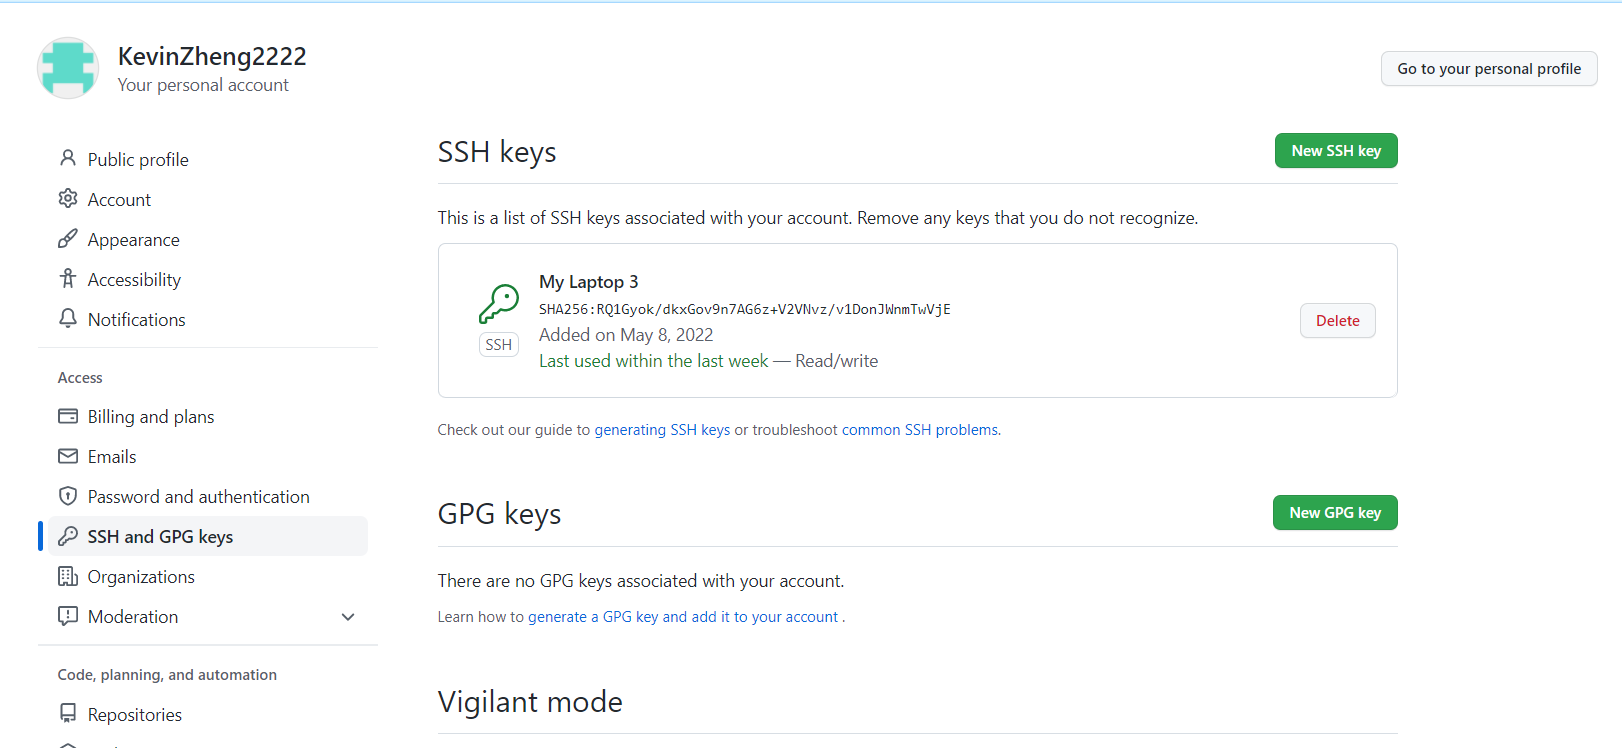 KevinZheng2222
Your personal account
Go to your personal profile
Public profile
Account
Appearance
Accessibility
Notifications
Access
Billing and plans
Emails
Password and authentication
SSH and GPG keys
Organizations
Moderation
Code, planning, and automation
Repositories
SSH keys
New SSH key
This is a list of SSH keys associated with your account. Remove any keys that you do not recognize.
My Laptop 3
SHA256:RQ1Gyok/dkxGov9n7AG6z+V2VNvz/v1DonJWnmTwVjE
SSH
Added on May 8, 2022
Last used within the last week — Read/write
Delete
Check out our guide to generating SSH keys or troubleshoot common SSH problems.
GPG keys
New GPG key
There are no GPG keys associated with your account.
Learn how to generate a GPG key and add it to your account .
Vigilant mode